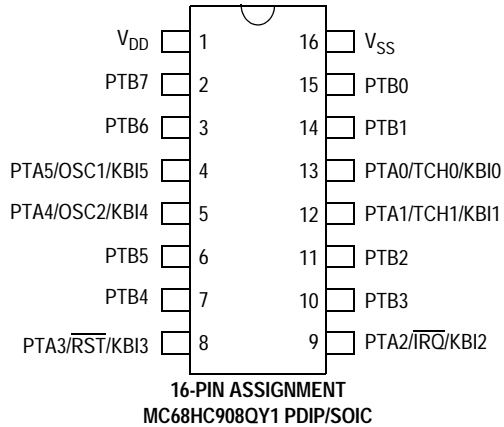 V_DD 1 16 V_SS
PTB7 2 15 PTB0
PTB6 3 14 PTB1
PTA5/OSC1/KBI5 4 13 PTA0/TCH0/KBI0
PTA4/OSC2/KBI4 5 12 PTA1/TCH1/KBI1
PTB5 6 11 PTB2
PTB4 7 10 PTB3
PTA3/R̅S̅T̅/KBI3 8 9 PTA2/I̅R̅Q̅/KBI2
16-PIN ASSIGNMENT
MC68HC908QY1 PDIP/SOIC